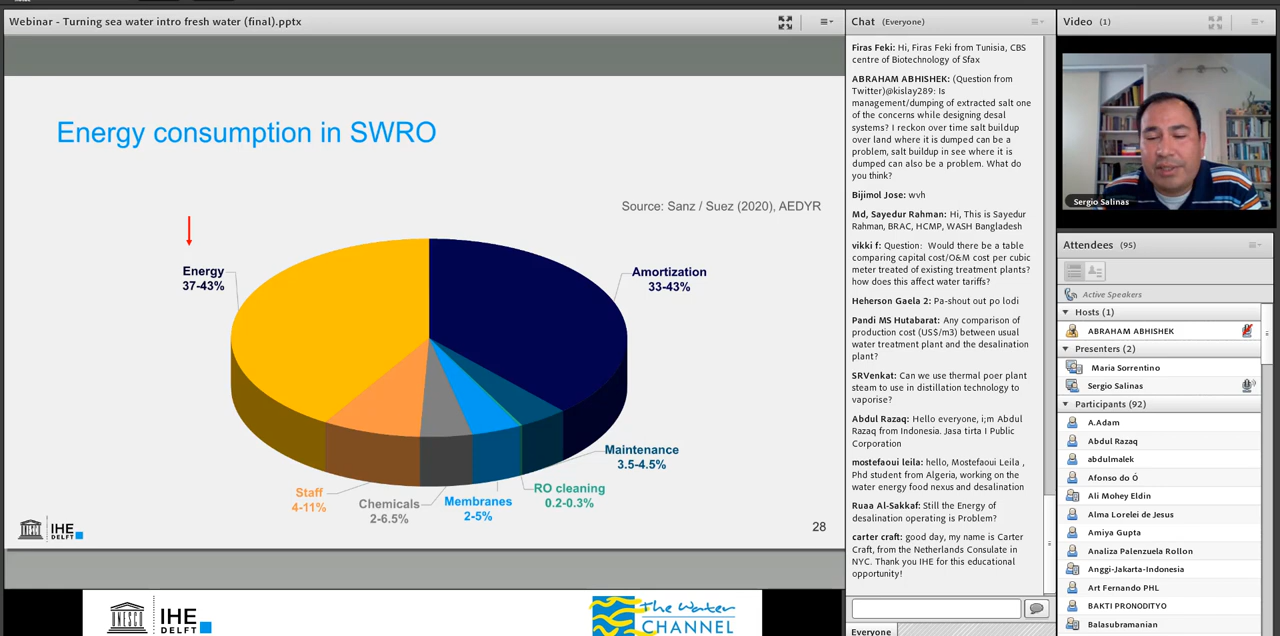 Webinar - Turning sea water intro fresh water (final).pptx
Energy consumption in SWRO
Source: Sanz / Suez (2020), AEDYR
Energy
37-43%
Amortization
33-43%
Maintenance
3.5-4.5%
RO cleaning
0.2-0.3%
Membranes
2-5%
Chemicals
2-6.5%
Staff
4-11%
IHE
DELFT
28
UNESCO
IHE
DELFT
The Water
CHANNEL
Chat (Everyone)
Firas Feki: Hi, Firas Feki from Tunisia, CBS
centre of Biotechnology of Sfax
ABRAHAM ABHISHEK: (Question from
Twitter)@kislay289: Is
management/dumping of extracted salt one
of the concerns while designing desal
systems? I reckon over time salt buildup
over land where it is dumped can be a
problem, salt buildup in see where it is
dumped can also be a problem. What do
you think?
Bijimol Jose: wvh
Md, Sayedur Rahman: Hi, This is Sayedur
Rahman, BRAC, HCMP, WASH Bangladesh
vikki f: Question: Would there be a table
comparing capital cost/O&M cost per cubic
meter treated of existing treatment plants?
how does this affect water tariffs?
Heherson Gaela 2: Pa-shout out po lodi
Pandi MS Hutabarat: Any comparison of
production cost (US$/m3) between usual
water treatment plant and the desalination
plant?
SRVenkat: Can we use thermal poer plant
steam to use in distillation technology to
vaporise?
Abdul Razaq: Hello everyone, i;m Abdul
Razaq from Indonesia. Jasa tirta I Public
Corporation
mostefaoui leila: hello, Mostefaoui Leila ,
Phd student from Algeria, working on the
water energy food nexus and desalination
Ruaa Al-Sakkaf: Still the Energy of
desalination operating is Problem?
carter craft: good day, my name is Carter
Craft, from the Netherlands Consulate in
NYC. Thank you IHE for this educational
opportunity!
Everyone
Video (1)
Sergio Salinas
Attendees (95)
Active Speakers
Hosts (1)
ABRAHAM ABHISHEK
Presenters (2)
Maria Sorrentino
Sergio Salinas
Participants (92)
A.Adam
Abdul Razaq
abdulmalek
Afonso do Ó
Ali Mohey Eldin
Alma Lorelei de Jesus
Amiya Gupta
Analiza Palenzuela Rollon
Anggi-Jakarta-Indonesia
Art Fernando PHL
BAKTI PRONODITYO
Balasubramanian